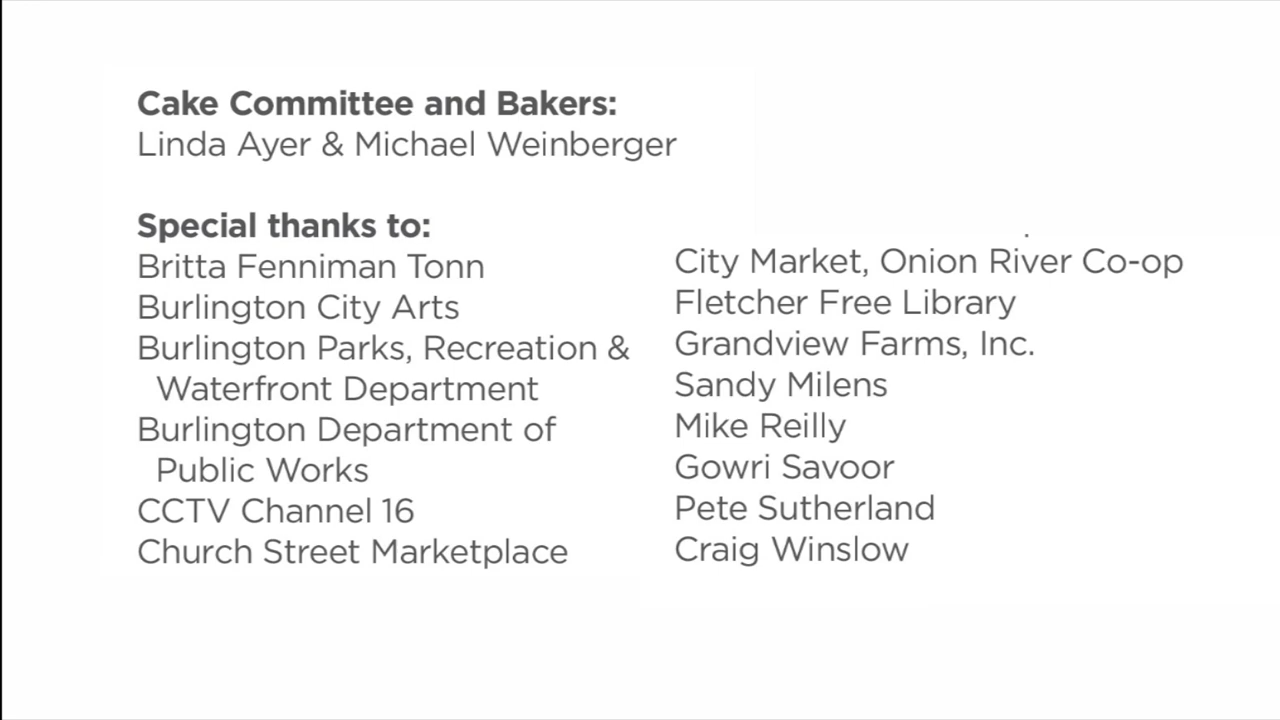 Cake Committee and Bakers:
Linda Ayer & Michael Weinberger
Special thanks to:
Britta Fenniman Tonn
Burlington City Arts
Burlington Parks, Recreation &
Waterfront Department
Burlington Department of
Public Works
CCTV Channel 16
Church Street Marketplace
City Market, Onion River Co-op
Fletcher Free Library
Grandview Farms, Inc.
Sandy Milens
Mike Reilly
Gowri Savoor
Pete Sutherland
Craig Winslow